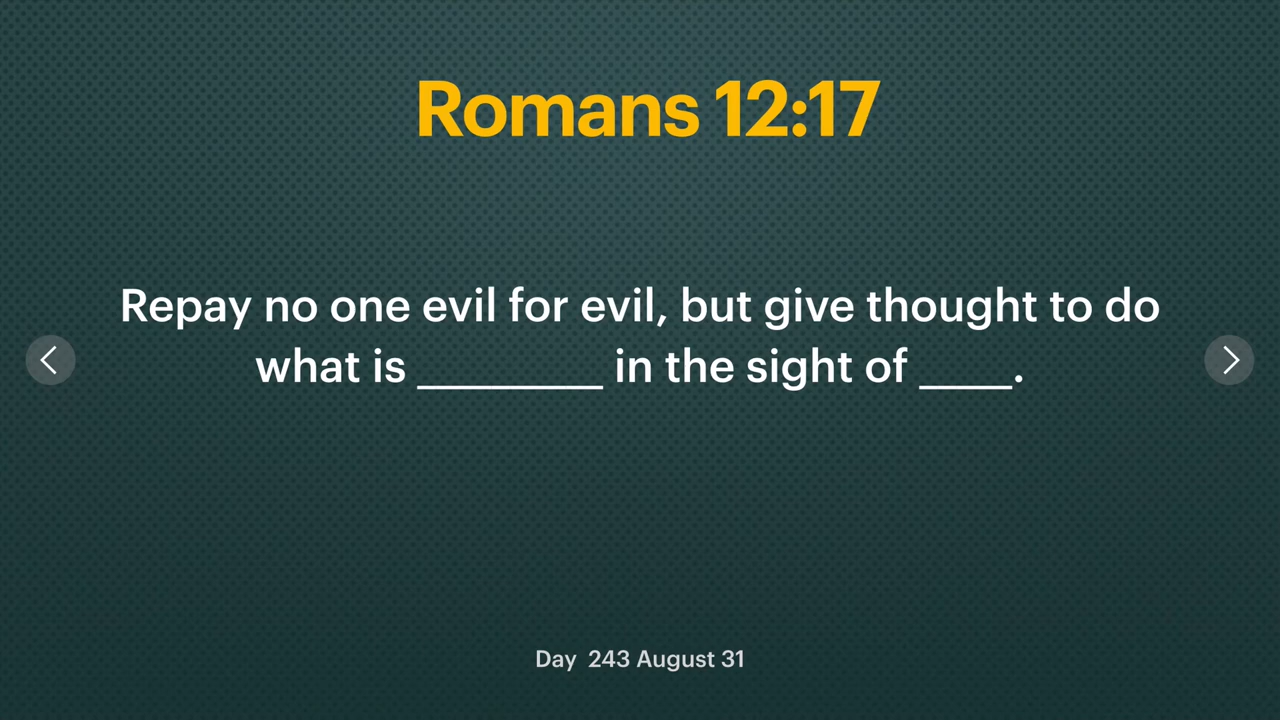 Romans 12:17
Repay no one evil for evil, but give thought to do
what is ________ in the sight of ____.
Day 243 August 31